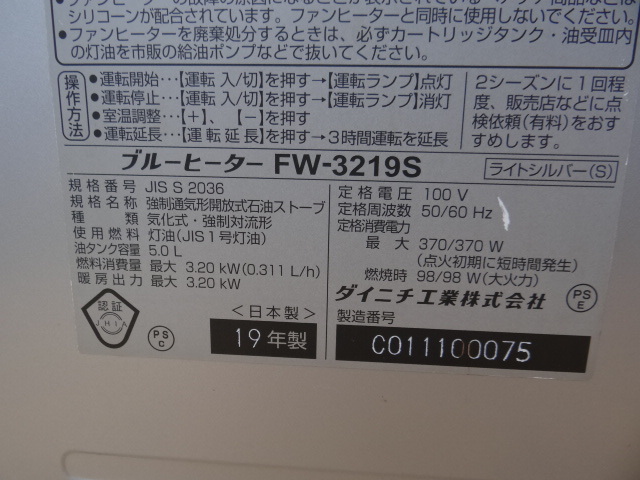 シリコーンが配合されています。ファンヒーターと同時に使用しないでください。
●ファンヒーターを廃棄処分するときは、必ずカートリッジタンク・油受皿内
の灯油を市販の給油ポンプなどで抜いてください。
操作方法
●運転開始…【運転 入/切】を押す→【運転ランプ】点灯
●運転停止…【運転 入/切】を押す→【運転ランプ】消灯
●室温調整…【+】、【−】を押す
●運転延長…【運転延長】を押す→3時間運転を延長
2シーズンに1回程
度、販売店などに点
検依頼(有料)をおす
すめします。
ブルーヒーター FW-3219S
ライトシルバー(S)
規格番号 JIS S 2036
規格名称 強制通気形開放式石油ストーブ
種類 気化式・強制対流形
使用燃料 灯油(JIS1号灯油)
油タンク容量 5.0 L
燃料消費量 最大 3.20 kW(0.311 L/h)
暖房出力 最大 3.20 kW
定格電圧 100 V
定格周波数 50/60 Hz
定格消費電力
最大 370/370 W
(点火初期に短時間発生)
燃焼時 98/98 W(大火力)
ダイニチ工業株式会社
PS
E
認証
JHIA
PS
C
<日本製>
19年製
製造番号
C011100075